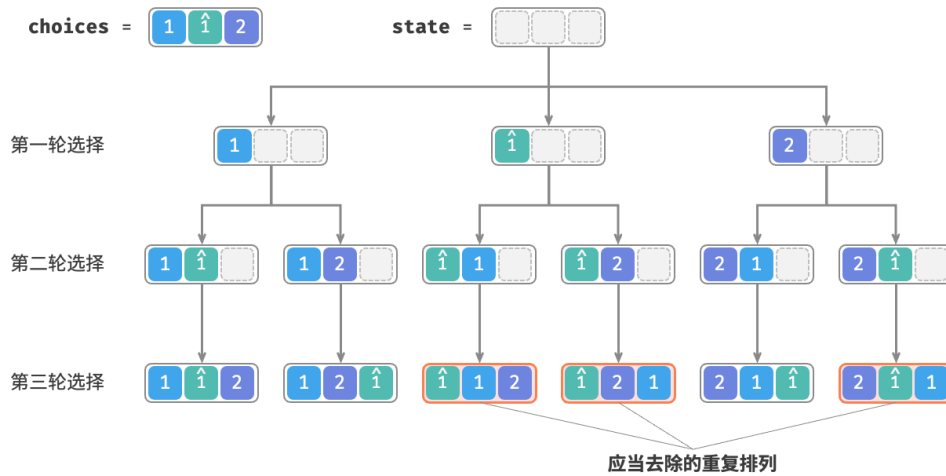 choices = 1 1̂ 2 state =
第一轮选择 1 1̂ 2
第二轮选择 1 1̂ 1 2 1̂ 1 1̂ 2 2 1 2 1̂
第三轮选择 1 1̂ 2 1 2 1̂ 1̂ 1 2 1̂ 2 1 2 1 1̂ 2 1̂ 1
应当去除的重复排列